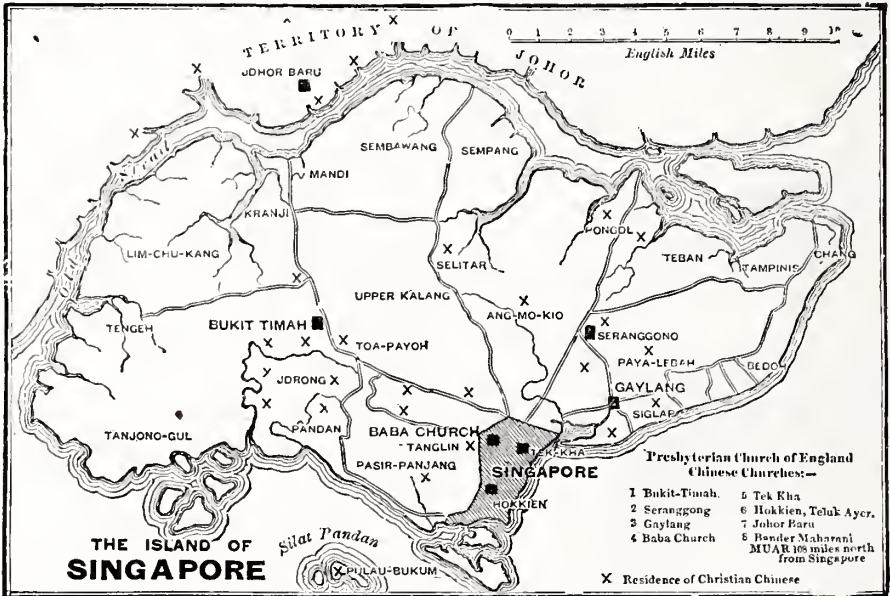 TERRITORY OF JOHOR
0 1 2 3 4 5 6 7 8 9 10
English Miles
JOHOR BARU
SEMBAWANG
SEMPANG
MANDI
KRANJI
PONGOL
LIM-CHU-KANG
SELITAR
TEBAN
TAMPINIS
CHANG
UPPER KALANG
ANG-MO-KIO
TENGEH
BUKIT TIMAH
TOA-PAYOH
SERANGGONO
PAYA-LEBAH
BEDO
JDRONG
GAYLANG
SIGLAP
PANDAN
TANJONO-GUL
BABA CHURCH
TANGLIN
TEK-KHA
PASIR-PANJANG
SINGAPORE
HOKKIEN
Presbyterian Church of England
Chinese Churches:—
1 Bukit-Timah.
2 Seranggong
3 Gaylang
4 Baba Church
5 Tek Kha
6 Hokkien, Teluk Aycr.
7 Johor Baru
8 Bander Maharani
MUAR 108 miles north
from Singapore
X Residence of Christian Chinese
Silat Pandan
PULAU-BUKUM
THE ISLAND OF
SINGAPORE